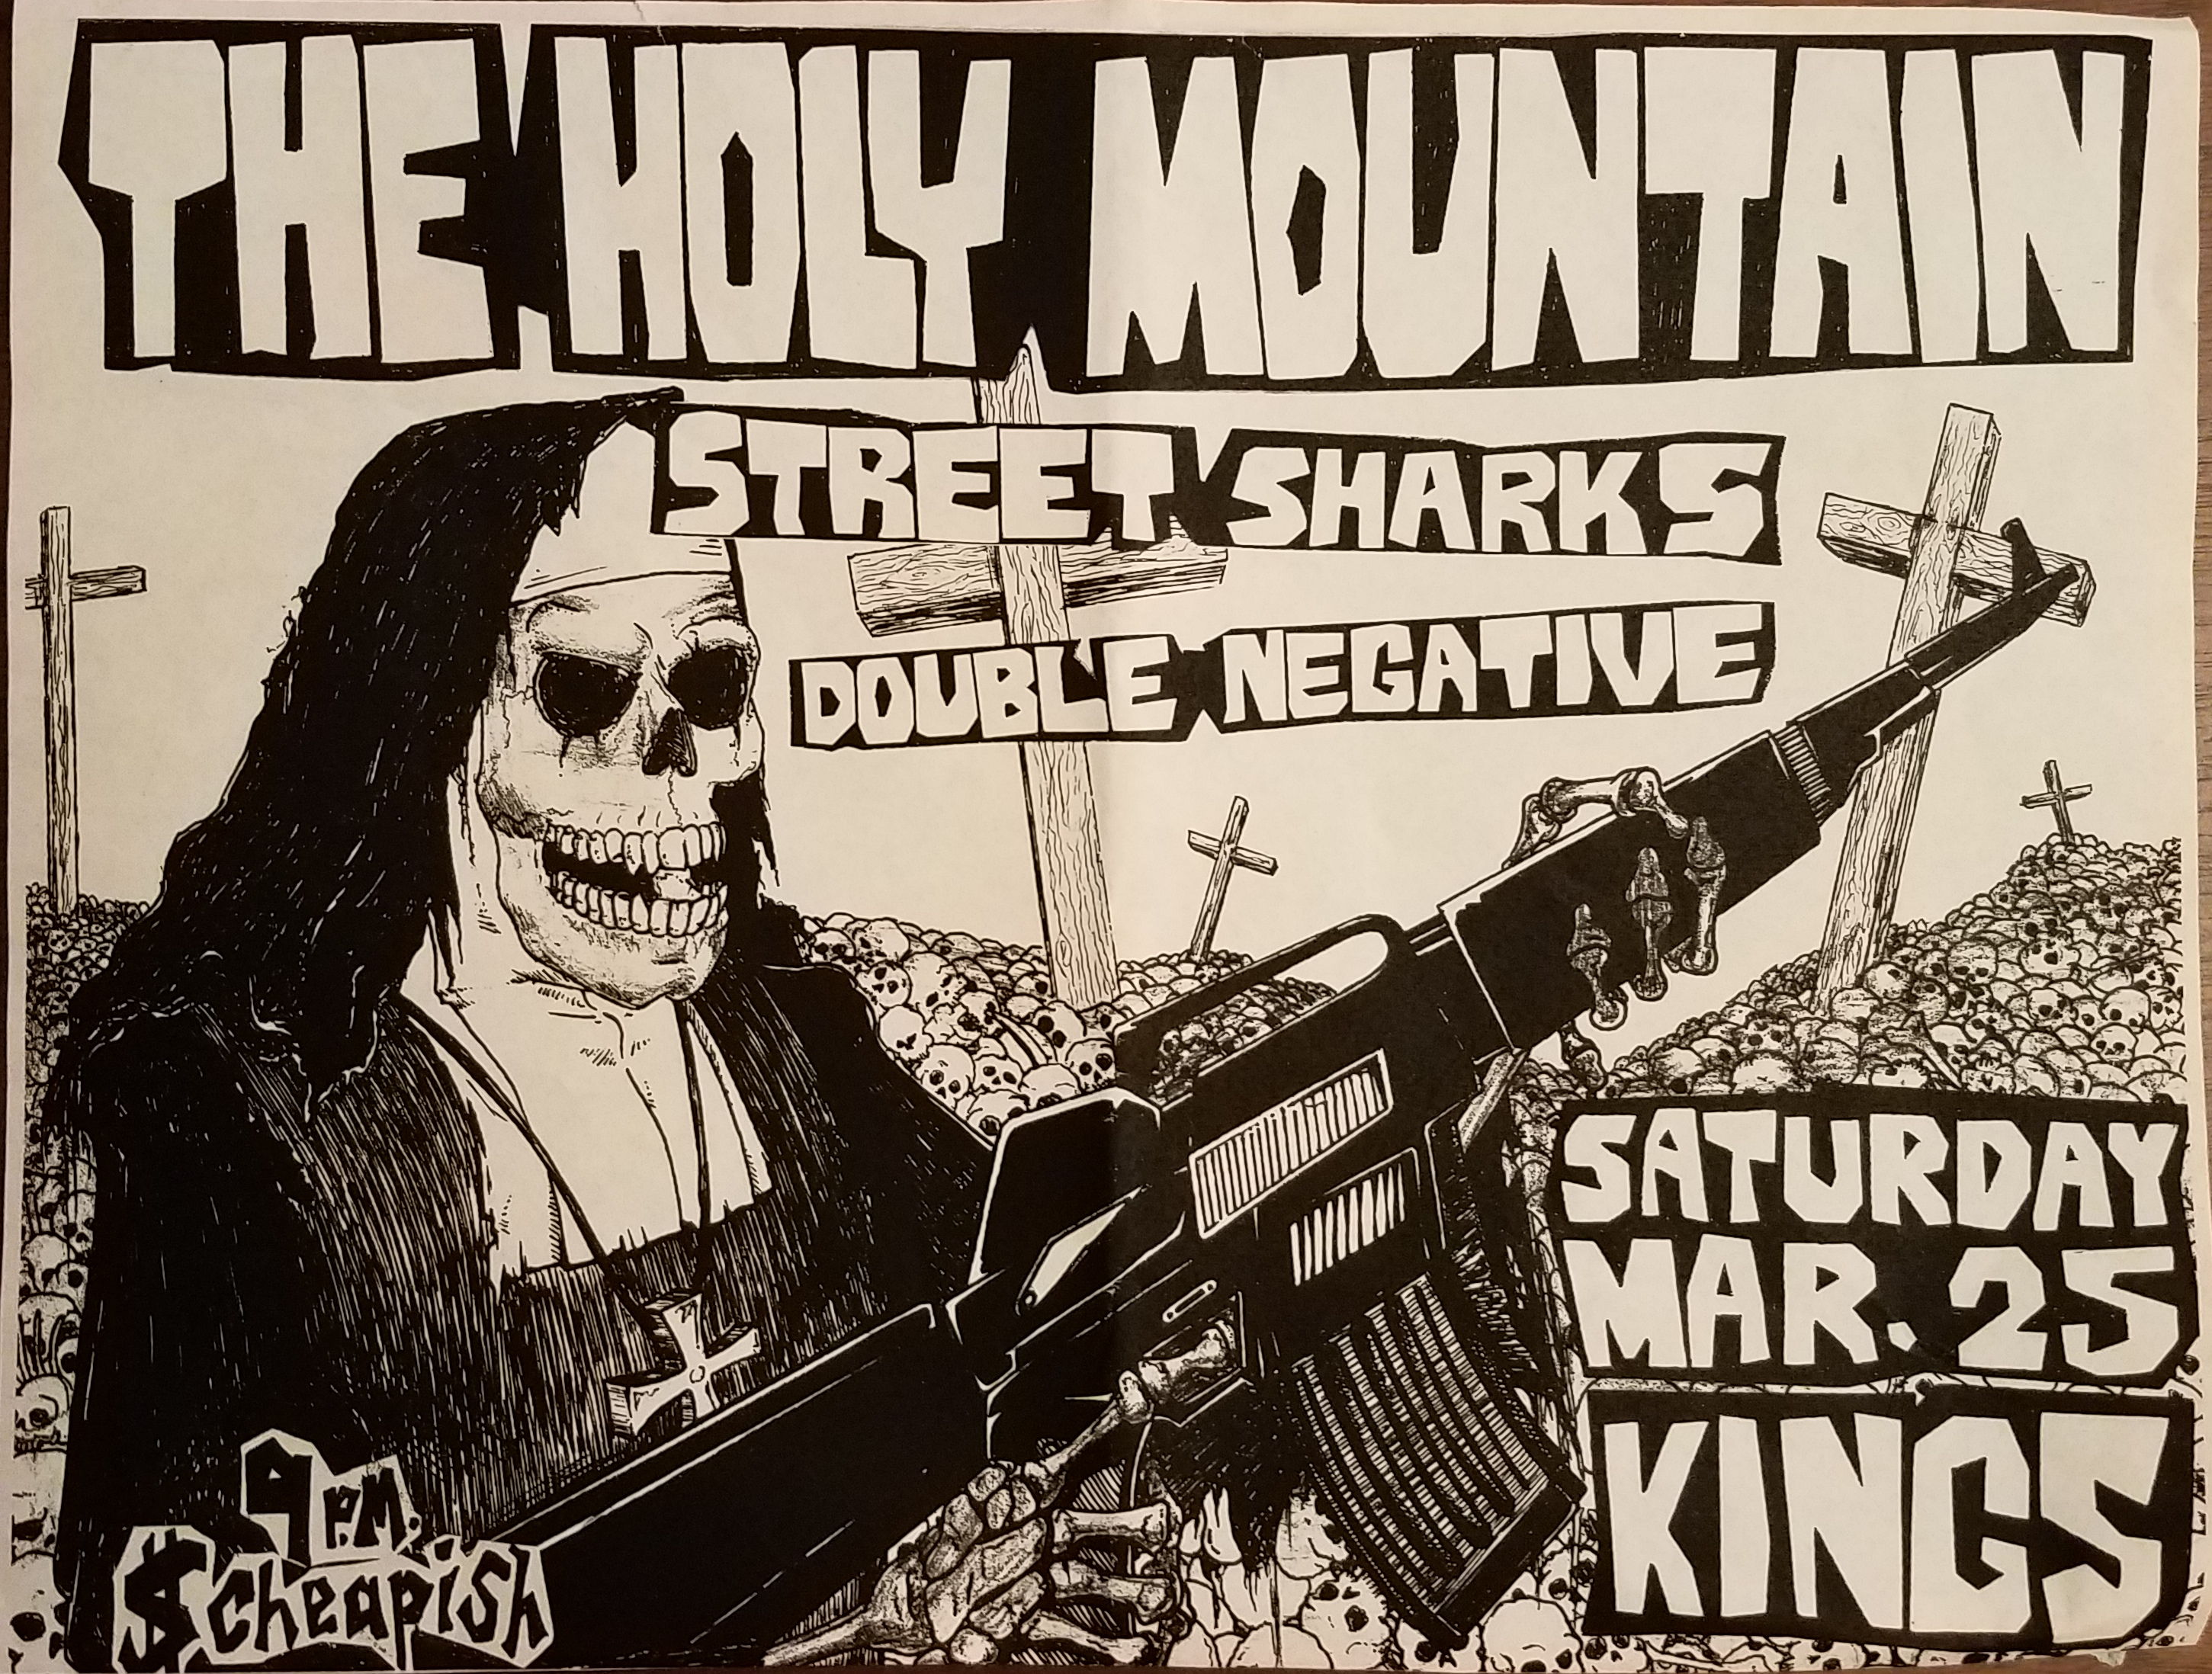 THE HOLY MOUNTAIN
STREET SHARKS
DOUBLE NEGATIVE
SATURDAY
MAR. 25
KINGS
9 P.M.
$cheapish